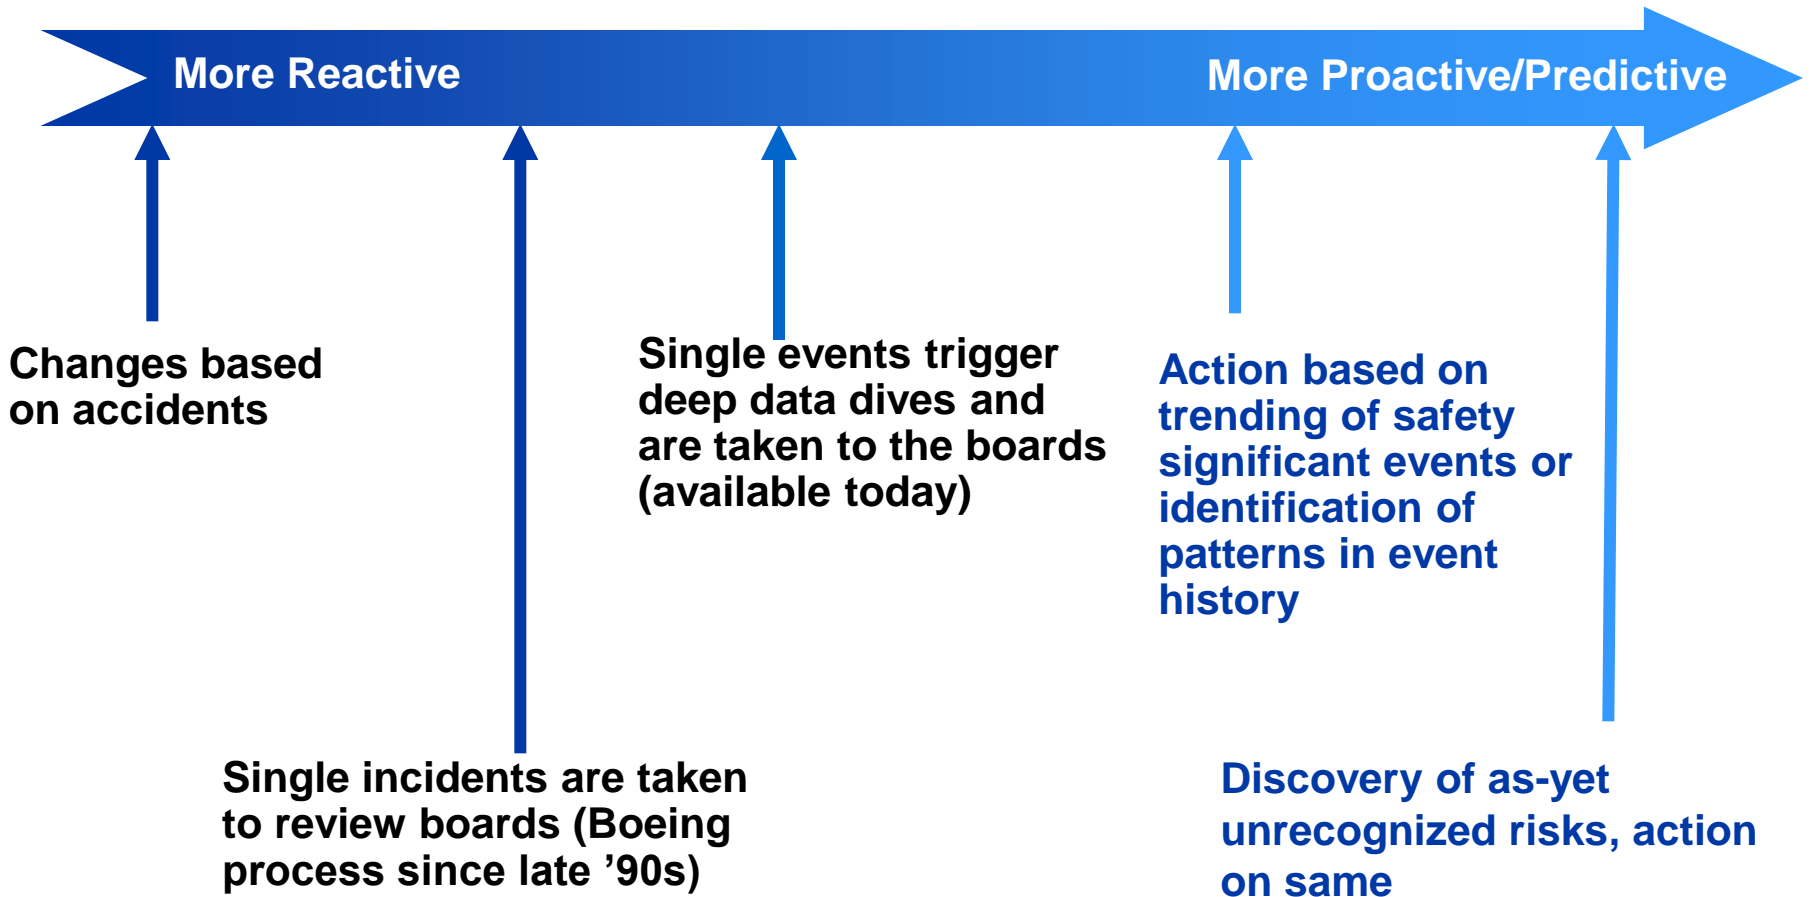 More Reactive
More Proactive/Predictive
Changes based
on accidents
Single incidents are taken
to review boards (Boeing
process since late ’90s)
Single events trigger
deep data dives and
are taken to the boards
(available today)
Action based on
trending of safety
significant events or
identification of
patterns in event
history
Discovery of as-yet
unrecognized risks, action
on same